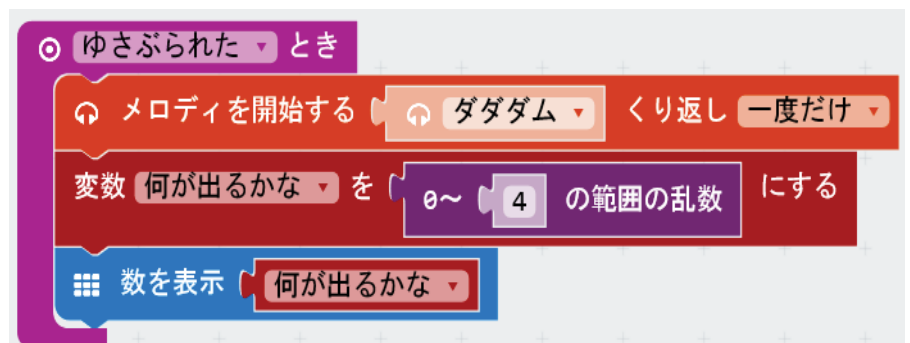 ゆさぶられた とき
メロディを開始する ダダダム くり返し 一度だけ
変数 何が出るかな を 0~ 4 の範囲の乱数 にする
数を表示 何が出るかな